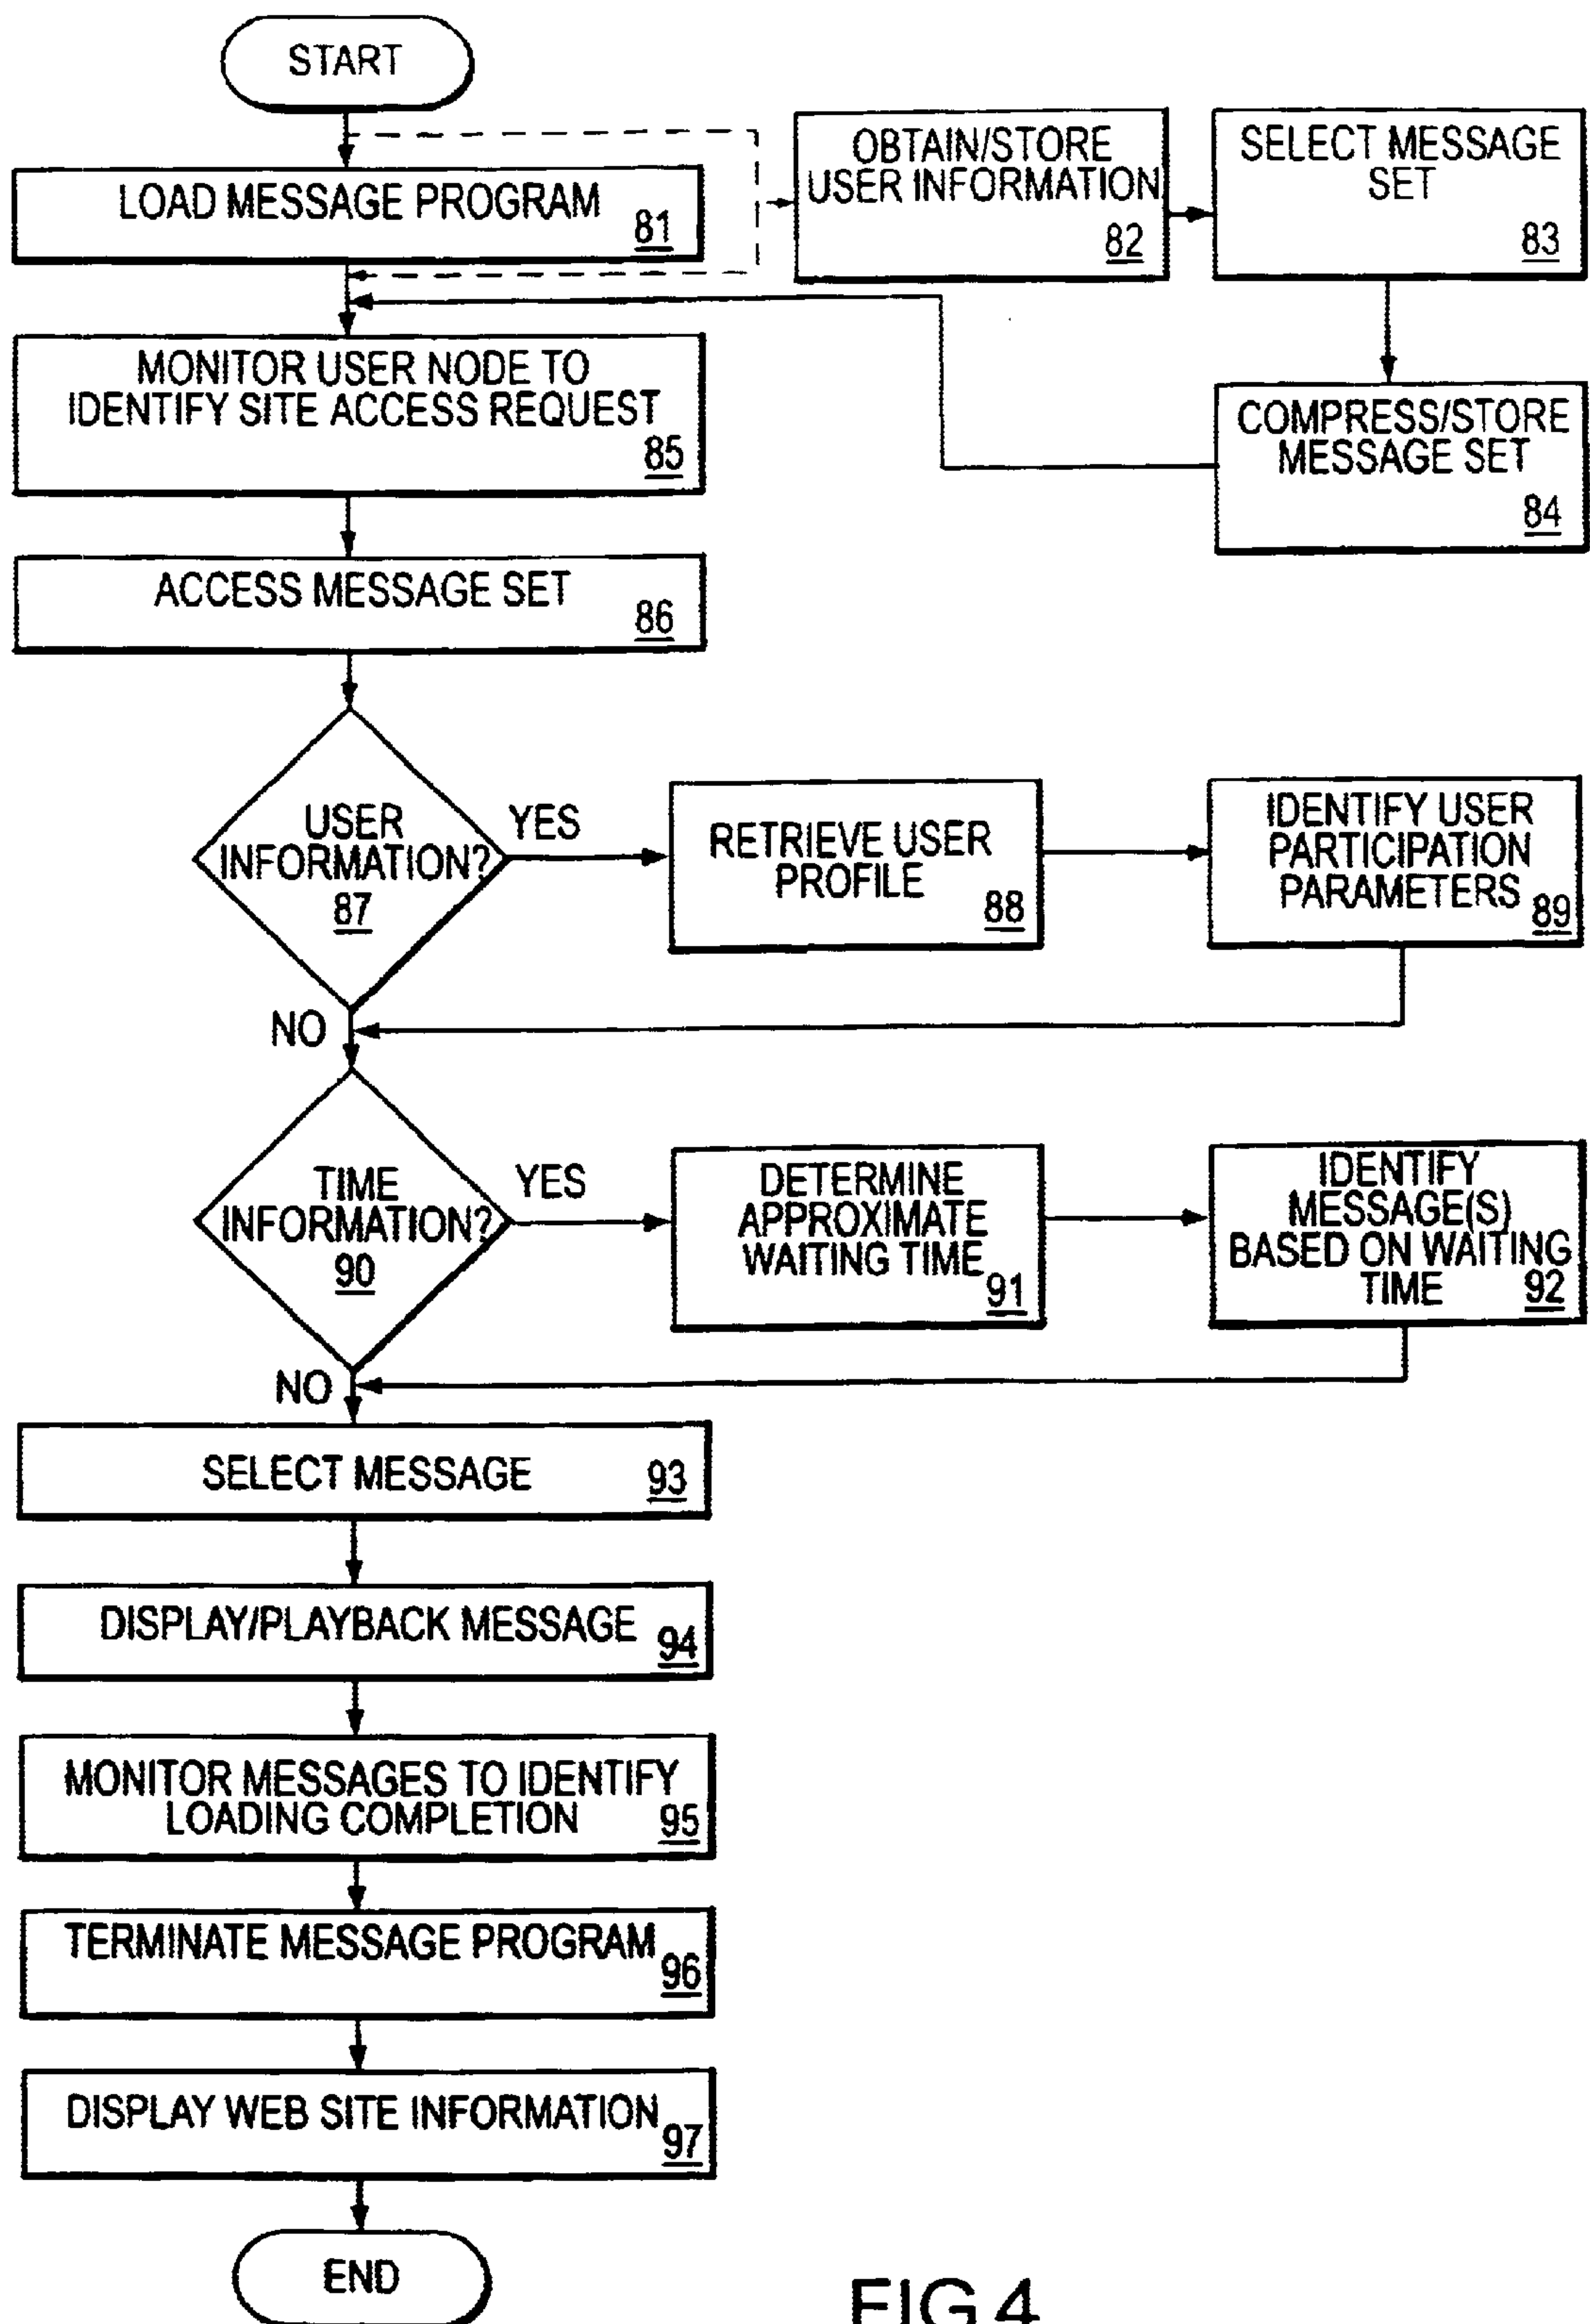 START
LOAD MESSAGE PROGRAM
81
OBTAIN/STORE
USER INFORMATION
82
SELECT MESSAGE
SET
83
COMPRESS/STORE
MESSAGE SET
84
MONITOR USER NODE TO
IDENTIFY SITE ACCESS REQUEST
85
ACCESS MESSAGE SET
86
USER
INFORMATION?
87
YES
NO
RETRIEVE USER
PROFILE
88
IDENTIFY USER
PARTICIPATION
PARAMETERS
89
TIME
INFORMATION?
90
YES
NO
DETERMINE
APPROXIMATE
WAITING TIME
91
IDENTIFY
MESSAGE(S)
BASED ON WAITING
TIME
92
SELECT MESSAGE
93
DISPLAY/PLAYBACK MESSAGE
94
MONITOR MESSAGES TO IDENTIFY
LOADING COMPLETION
95
TERMINATE MESSAGE PROGRAM
96
DISPLAY WEB SITE INFORMATION
97
END
FIG.4